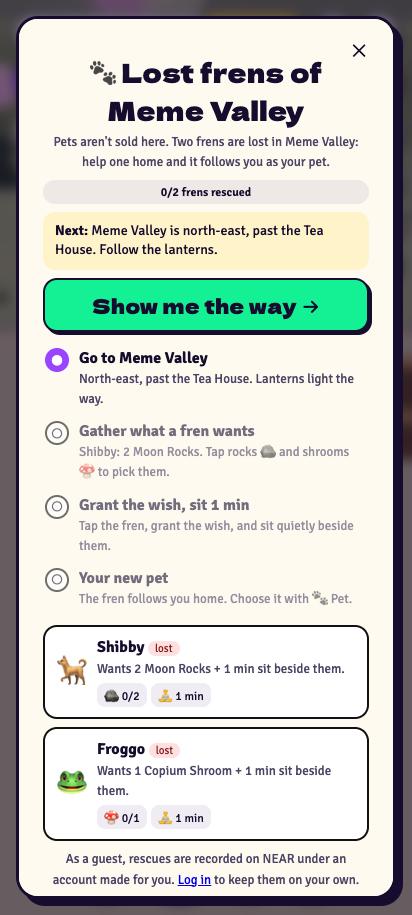 🐾 Lost frens of
Meme Valley
Pets aren't sold here. Two frens are lost in Meme Valley:
help one home and it follows you as your pet.
0/2 frens rescued
Next: Meme Valley is north-east, past the Tea
House. Follow the lanterns.
Show me the way →
Go to Meme Valley
North-east, past the Tea House. Lanterns light the
way.
Gather what a fren wants
Shibby: 2 Moon Rocks. Tap rocks 🪨 and shrooms
🍄 to pick them.
Grant the wish, sit 1 min
Tap the fren, grant the wish, and sit quietly beside
them.
Your new pet
The fren follows you home. Choose it with 🐾 Pet.
Shibby lost
Wants 2 Moon Rocks + 1 min sit beside them.
🪨 0/2 🧘 1 min
Froggo lost
Wants 1 Copium Shroom + 1 min sit beside
them.
🍄 0/1 🧘 1 min
As a guest, rescues are recorded on NEAR under an
account made for you. Log in to keep them on your own.